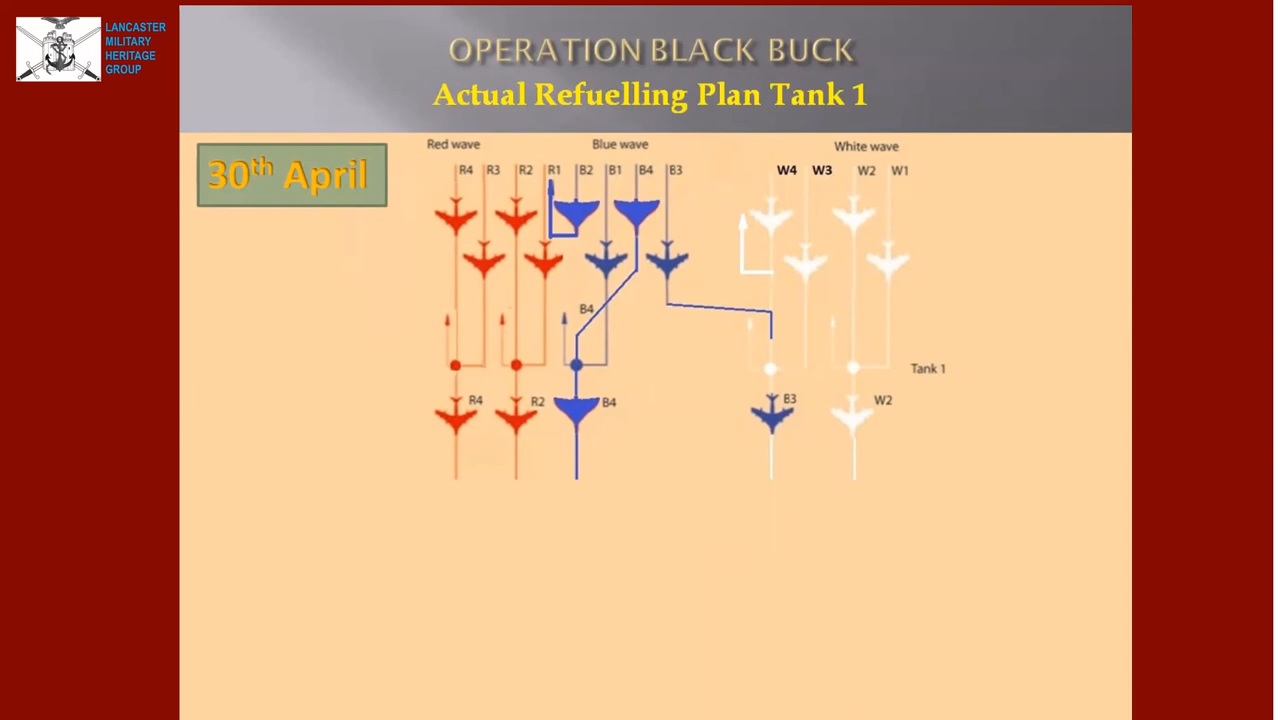 LANCASTER
MILITARY
HERITAGE
GROUP
OPERATION BLACK BUCK
Actual Refuelling Plan Tank 1
30th April
Red wave
Blue wave
White wave
R4 R3 R2 R1 B2 B1 B4 B3 W4 W3 W2 W1
B4
Tank 1
R4 R2 B4 B3 W2